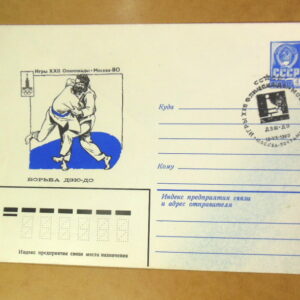 Игры XXII Олимпиады • Москва • 80
БОРЬБА ДЗЮ-ДО
СССР
Куда
Кому
ДЗЮ-ДО
Индекс предприятия связи
и адрес отправителя
Индекс предприятия связи места назначения